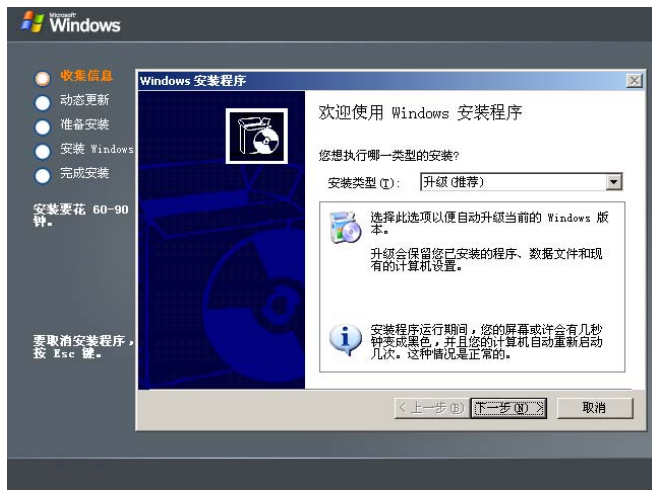 Microsoft
Windows
收集信息
动态更新
准备安装
安装 Windows
完成安装
安装要花 60-90
钟。
要取消安装程序，
按 Esc 键。
Windows 安装程序
欢迎使用 Windows 安装程序
您想执行哪一类型的安装?
安装类型(T): 升级(推荐)
选择此选项以便自动升级当前的 Windows 版
本。
升级会保留您已安装的程序、数据文件和现
有的计算机设置。
安装程序运行期间，您的屏幕或许会有几秒
钟变成黑色，并且您的计算机自动重新启动
几次。这种情况是正常的。
< 上一步(B) 下一步(N) > 取消